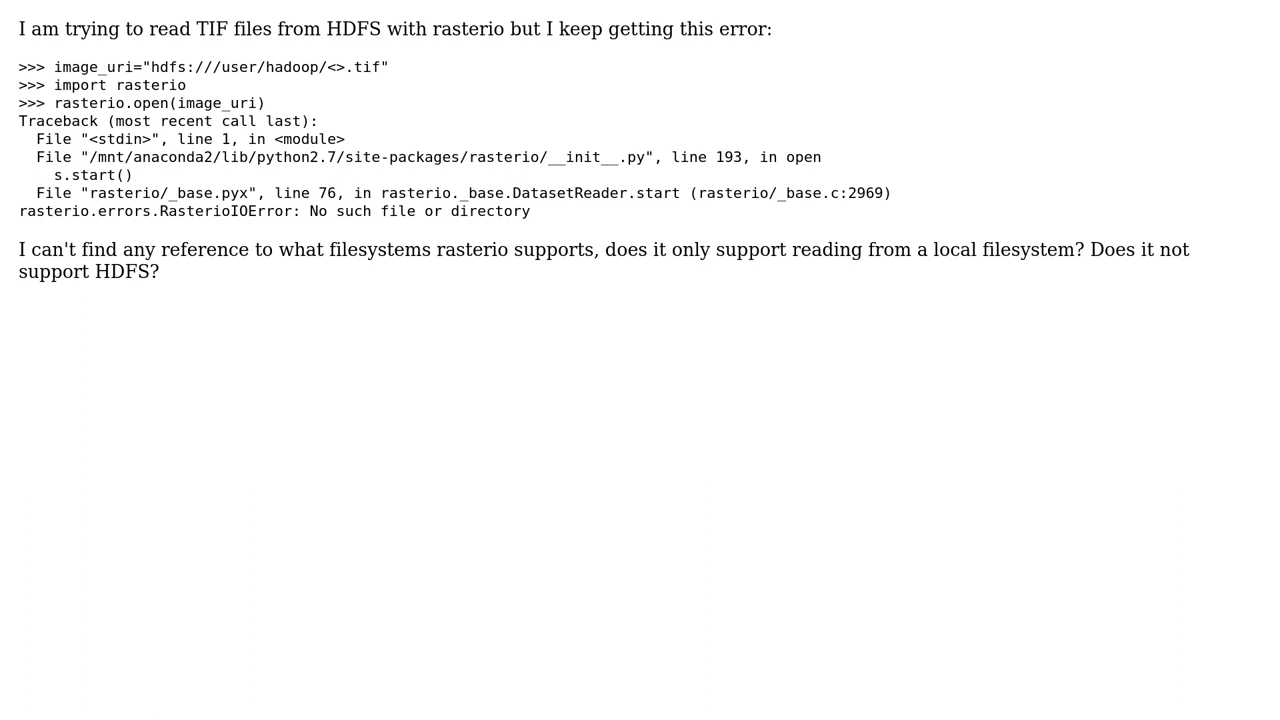 I am trying to read TIF files from HDFS with rasterio but I keep getting this error:
>>> image_uri="hdfs:///user/hadoop/<>.tif"
>>> import rasterio
>>> rasterio.open(image_uri)
Traceback (most recent call last):
  File "<stdin>", line 1, in <module>
  File "/mnt/anaconda2/lib/python2.7/site-packages/rasterio/__init__.py", line 193, in open
    s.start()
  File "rasterio/_base.pyx", line 76, in rasterio._base.DatasetReader.start (rasterio/_base.c:2969)
rasterio.errors.RasterioIOError: No such file or directory
I can't find any reference to what filesystems rasterio supports, does it only support reading from a local filesystem? Does it not
support HDFS?